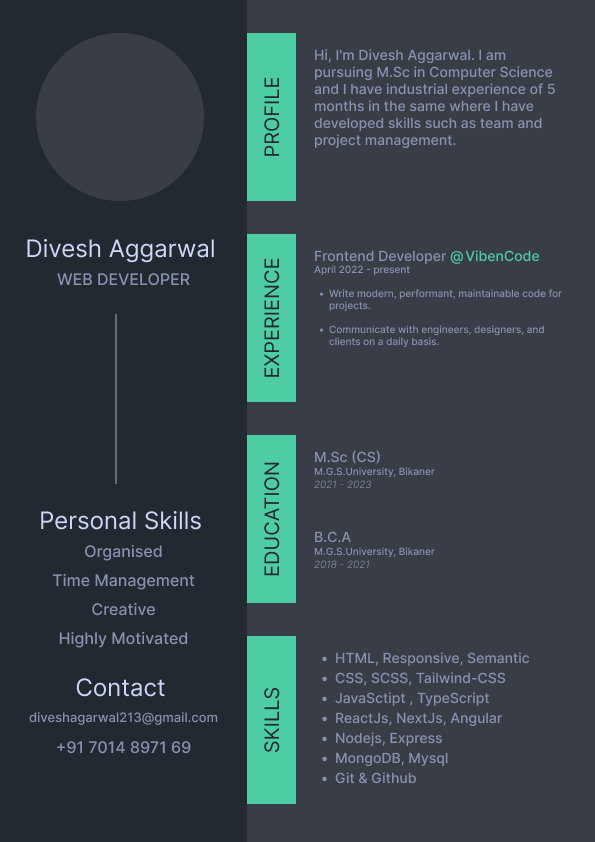 Divesh Aggarwal
WEB DEVELOPER
Personal Skills
Organised
Time Management
Creative
Highly Motivated
Contact
diveshagarwal213@gmail.com
+91 7014 8971 69
PROFILE
Hi, I'm Divesh Aggarwal. I am
pursuing M.Sc in Computer Science
and I have industrial experience of 5
months in the same where I have
developed skills such as team and
project management.
EXPERIENCE
Frontend Developer @VibenCode
April 2022 - present
• Write modern, performant, maintainable code for
projects.
• Communicate with engineers, designers, and
clients on a daily basis.
EDUCATION
M.Sc (CS)
M.G.S.University, Bikaner
2021 - 2023
B.C.A
M.G.S.University, Bikaner
2018 - 2021
SKILLS
• HTML, Responsive, Semantic
• CSS, SCSS, Tailwind-CSS
• JavaSctipt , TypeScript
• ReactJs, NextJs, Angular
• Nodejs, Express
• MongoDB, Mysql
• Git & Github